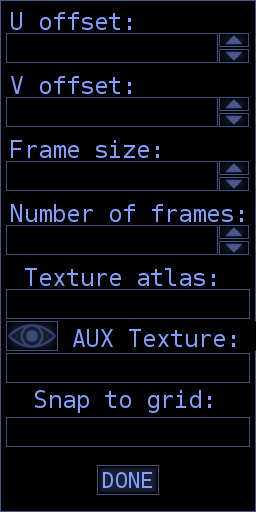 U offset:
V offset:
Frame size:
Number of frames:
Texture atlas:
AUX Texture:
Snap to grid:
DONE